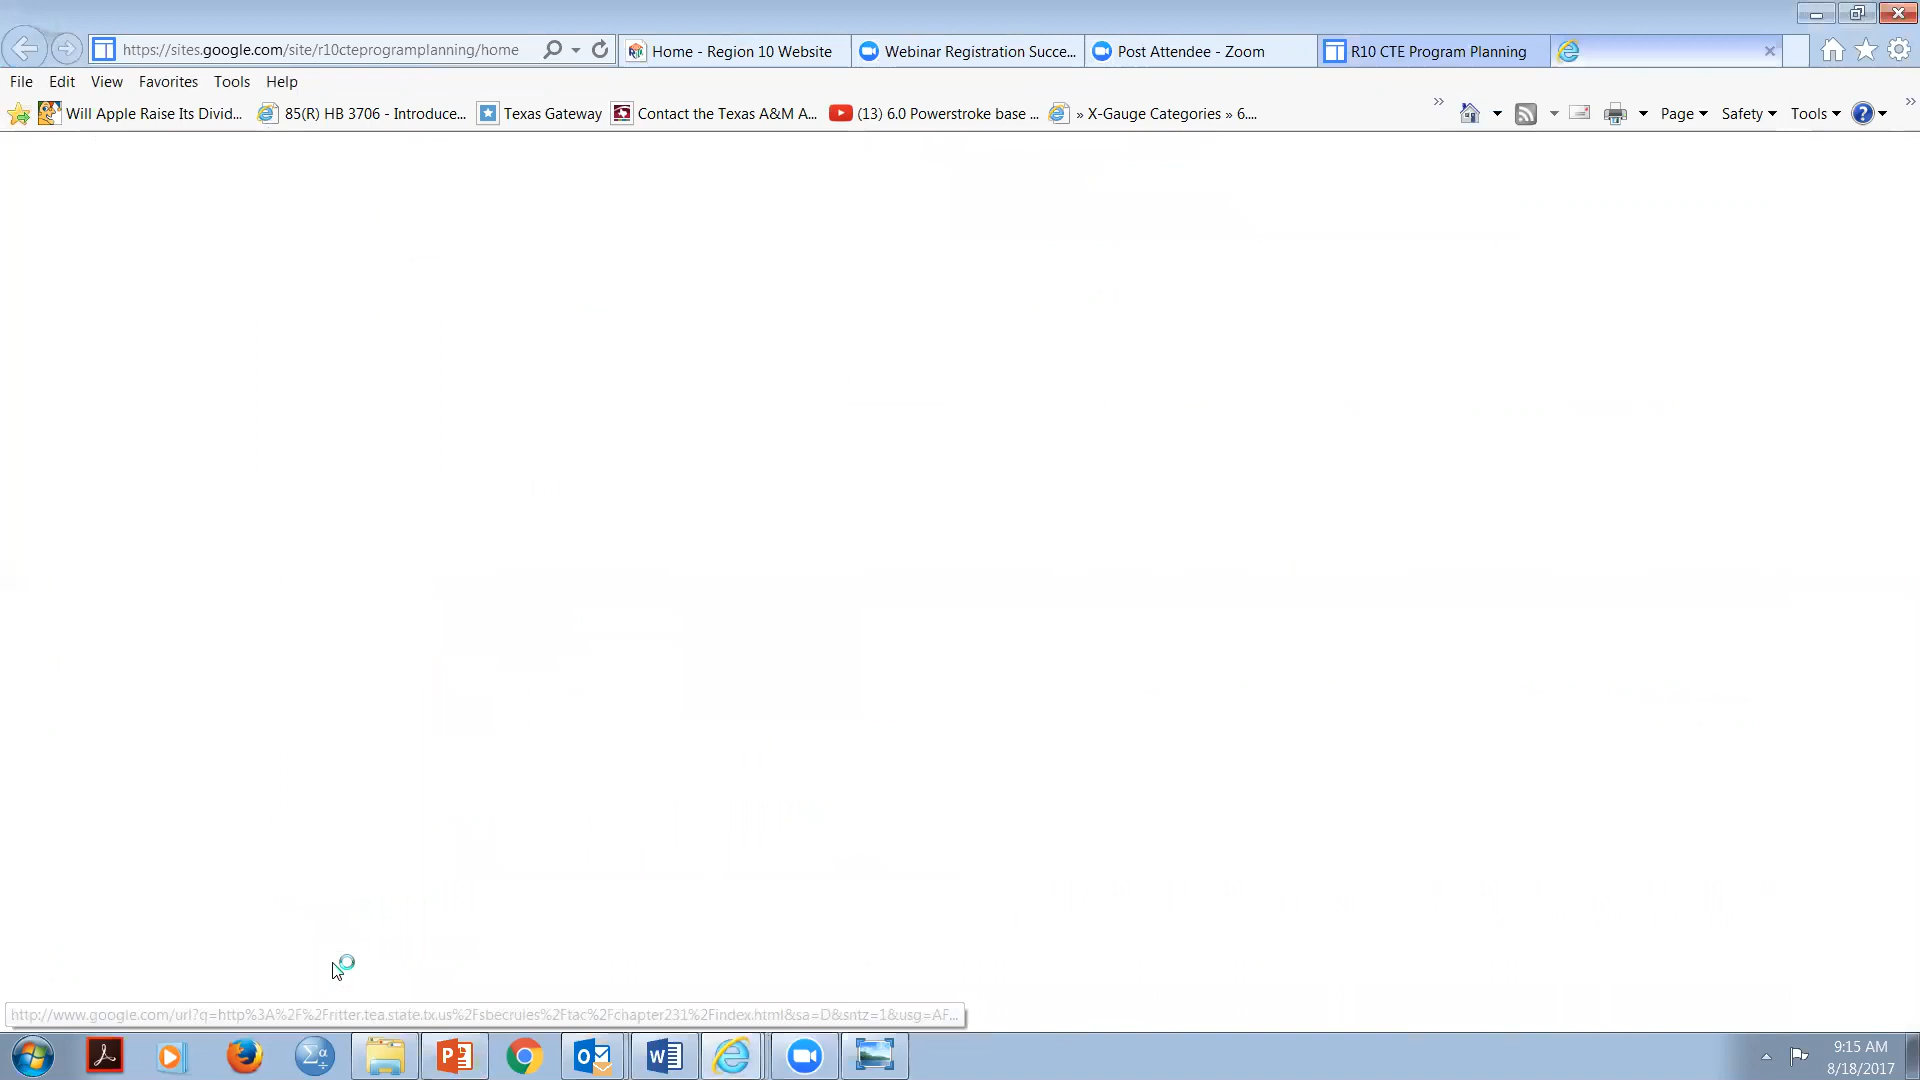 https://sites.google.com/site/r10cteprogramplanning/home
Home - Region 10 Website
Webinar Registration Succe...
Post Attendee - Zoom
R10 CTE Program Planning
File Edit View Favorites Tools Help
Will Apple Raise Its Divid...
85(R) HB 3706 - Introduce...
Texas Gateway
Contact the Texas A&M A...
(13) 6.0 Powerstroke base ...
» X-Gauge Categories » 6....
Page Safety Tools
http://www.google.com/url?q=http%3A%2F%2Fritter.tea.state.tx.us%2Fsbecrules%2Ftac%2Fchapter231%2Findex.html&sa=D&sntz=1&usg=AF...
9:15 AM
8/18/2017